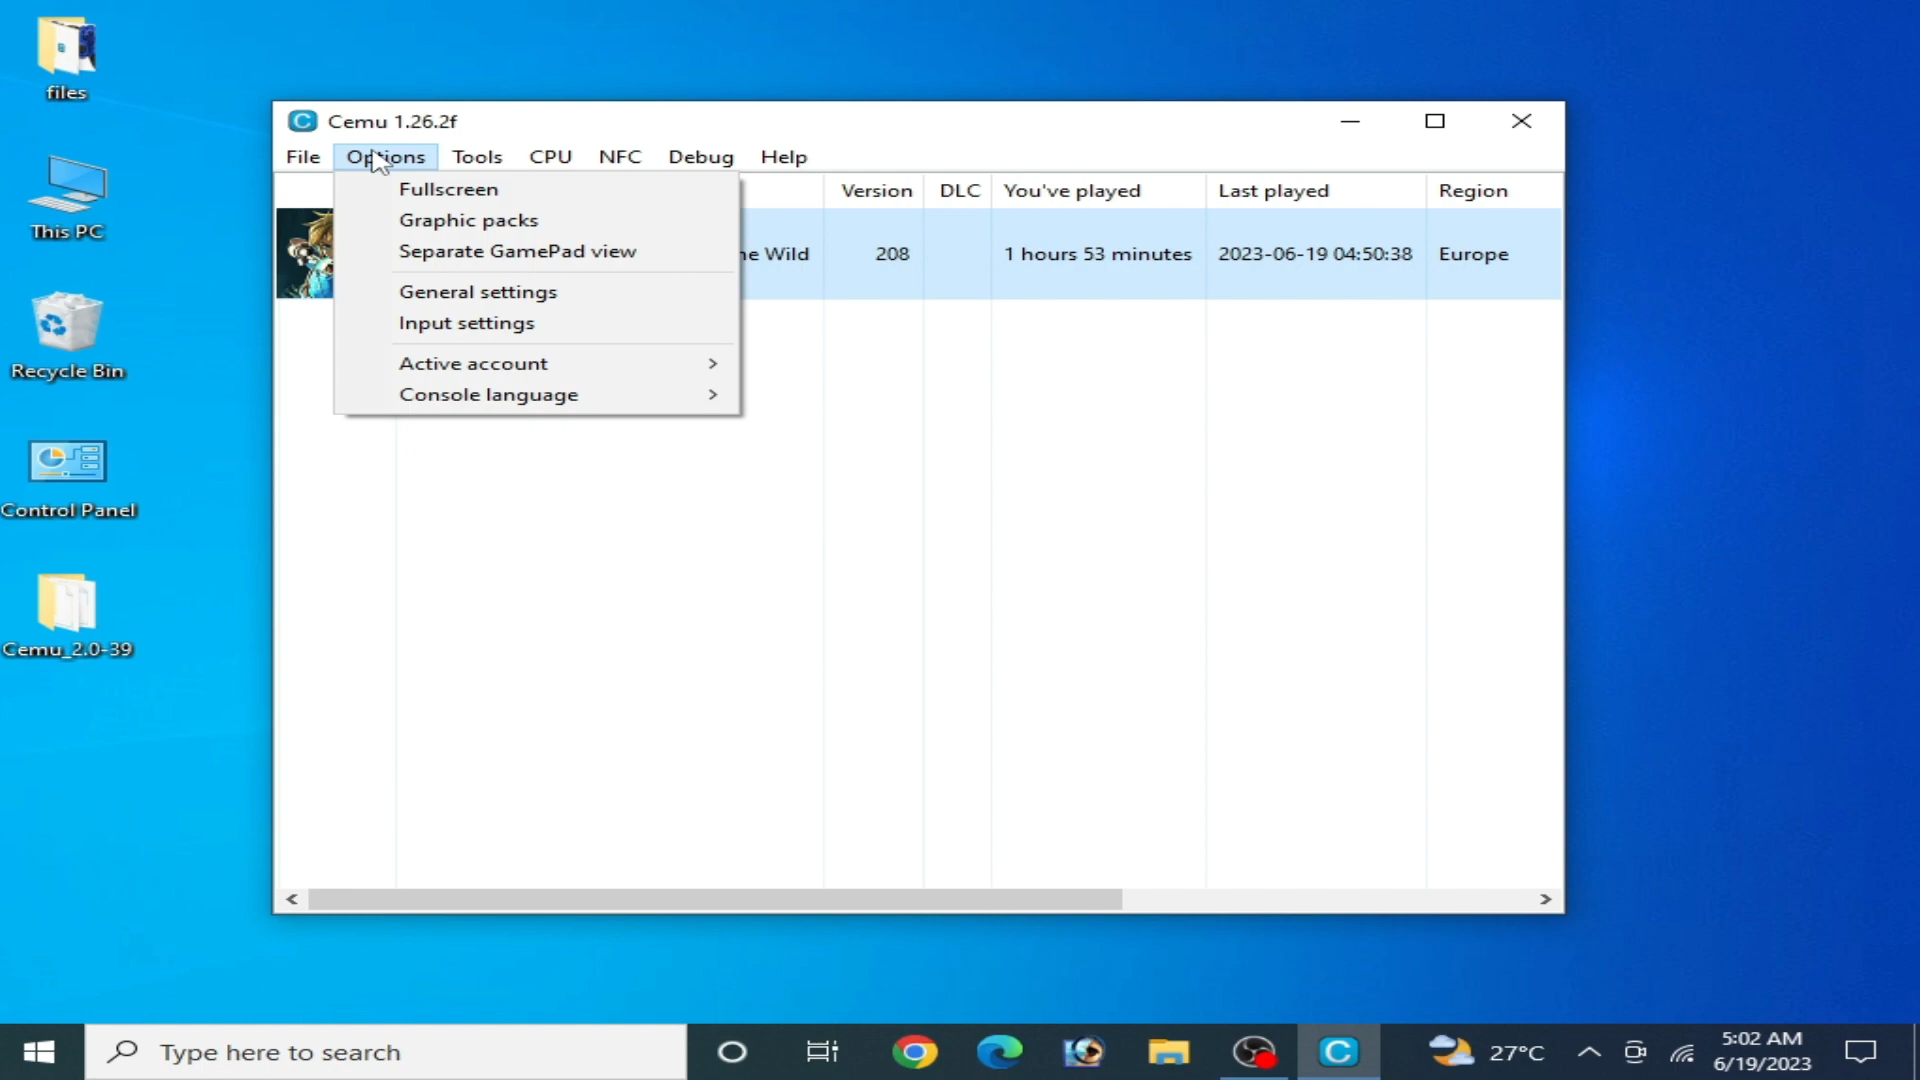 files
This PC
Recycle Bin
Control Panel
Cemu_2.0-39
Cemu 1.26.2f
File Options Tools CPU NFC Debug Help
Version DLC You've played Last played Region
he Wild 208 1 hours 53 minutes 2023-06-19 04:50:38 Europe
Fullscreen
Graphic packs
Separate GamePad view
General settings
Input settings
Active account
Console language
Type here to search
27°C
5:02 AM
6/19/2023